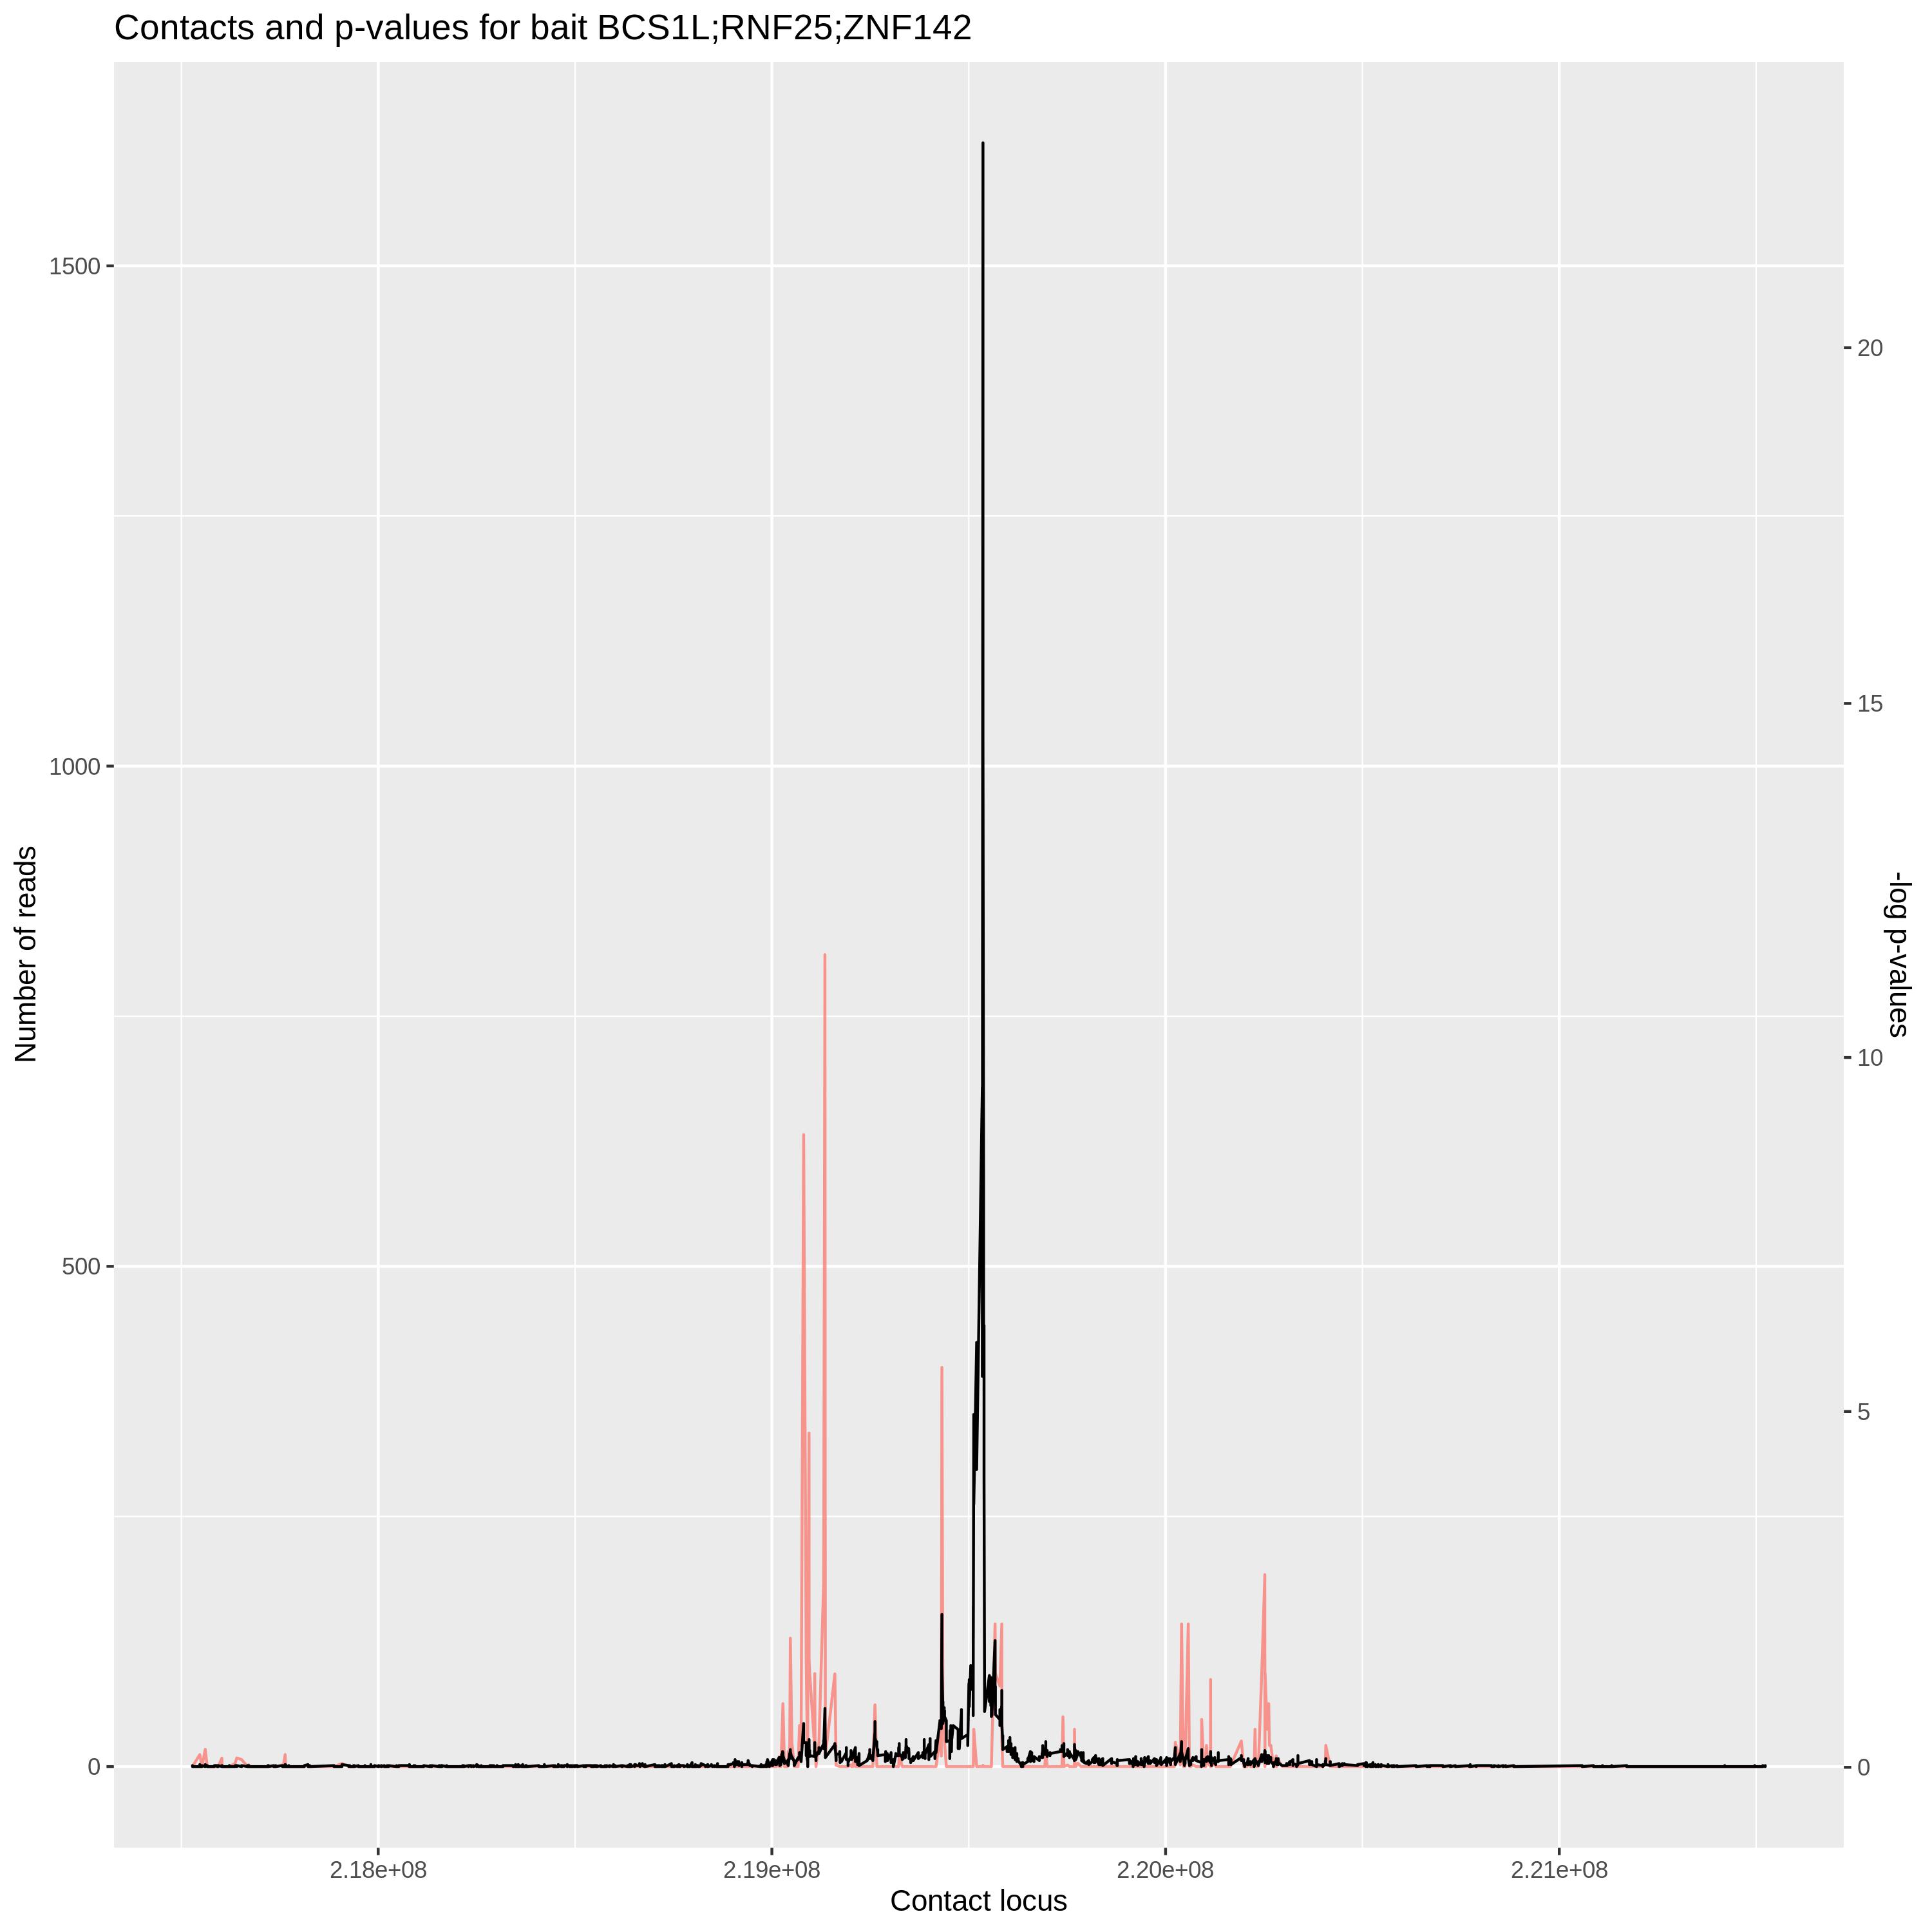 Contacts and p-values for bait BCS1L;RNF25;ZNF142
1500
1000
500
0
Number of reads
20
15
10
5
0
-log p-values
2.18e+08
2.19e+08
2.20e+08
2.21e+08
Contact locus